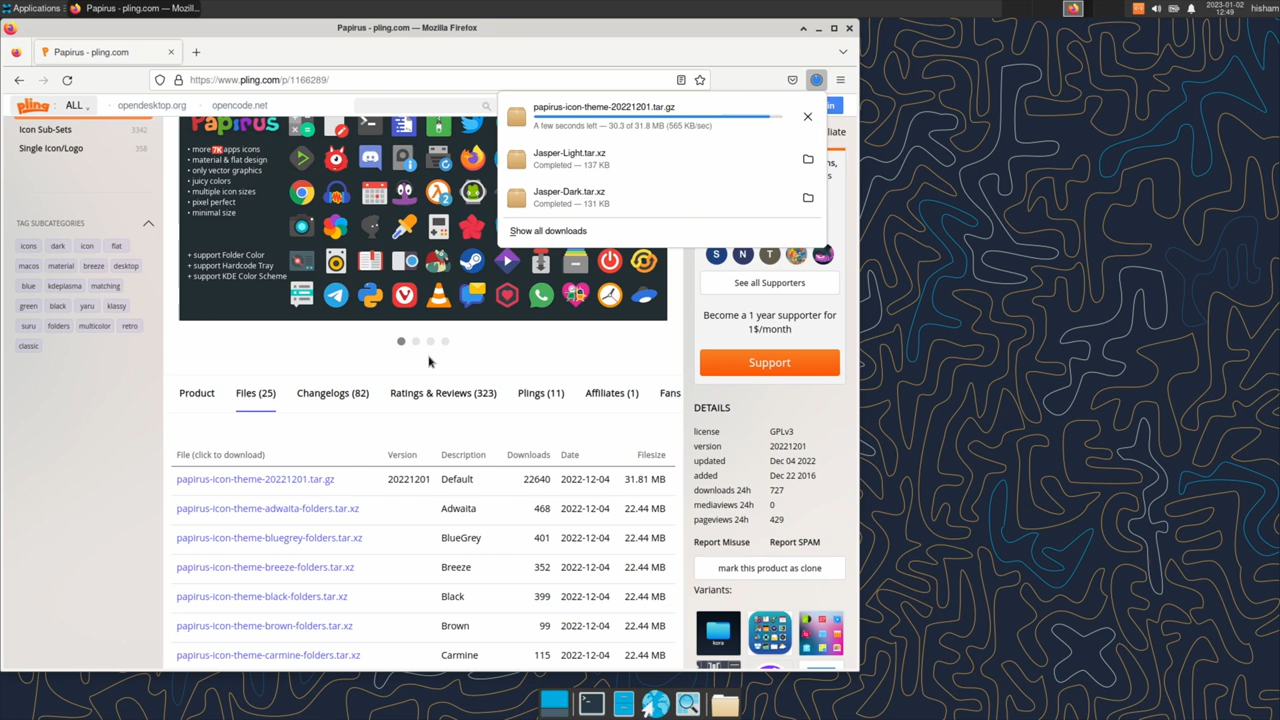 Applications
Papirus - pling.com — Mozill...
2023-01-02
12:49
hisham
Papirus - pling.com — Mozilla Firefox
Papirus - pling.com
https://www.pling.com/p/1166289/
pling
ALL
opendesktop.org
opencode.net
in
papirus-icon-theme-20221201.tar.gz
A few seconds left — 30.3 of 31.8 MB (565 KB/sec)
Jasper-Light.tar.xz
Completed — 137 KB
Jasper-Dark.tar.xz
Completed — 131 KB
Show all downloads
Icon Sub-Sets 3342
Single Icon/Logo 358
TAG SUBCATEGORIES
icons dark icon flat
macos material breeze desktop
blue kdeplasma matching
green black yaru klassy
suru folders multicolor retro
classic
Papirus
• more 7K apps icons
• material & flat design
• only vector graphics
• juicy colors
• multiple icon sizes
• pixel perfect
• minimal size
+ support Folder Color
+ support Hardcode Tray
+ support KDE Color Scheme
S N T
See all Supporters
Become a 1 year supporter for
1$/month
Support
Product Files (25) Changelogs (82) Ratings & Reviews (323) Plings (11) Affiliates (1) Fans
File (click to download) Version Description Downloads Date Filesize
papirus-icon-theme-20221201.tar.gz 20221201 Default 22640 2022-12-04 31.81 MB
papirus-icon-theme-adwaita-folders.tar.xz Adwaita 468 2022-12-04 22.44 MB
papirus-icon-theme-bluegrey-folders.tar.xz BlueGrey 401 2022-12-04 22.44 MB
papirus-icon-theme-breeze-folders.tar.xz Breeze 352 2022-12-04 22.44 MB
papirus-icon-theme-black-folders.tar.xz Black 399 2022-12-04 22.44 MB
papirus-icon-theme-brown-folders.tar.xz Brown 99 2022-12-04 22.44 MB
papirus-icon-theme-carmine-folders.tar.xz Carmine 115 2022-12-04 22.44 MB
DETAILS
license GPLv3
version 20221201
updated Dec 04 2022
added Dec 22 2016
downloads 24h 727
mediaviews 24h 0
pageviews 24h 429
Report Misuse Report SPAM
mark this product as clone
Variants:
kora